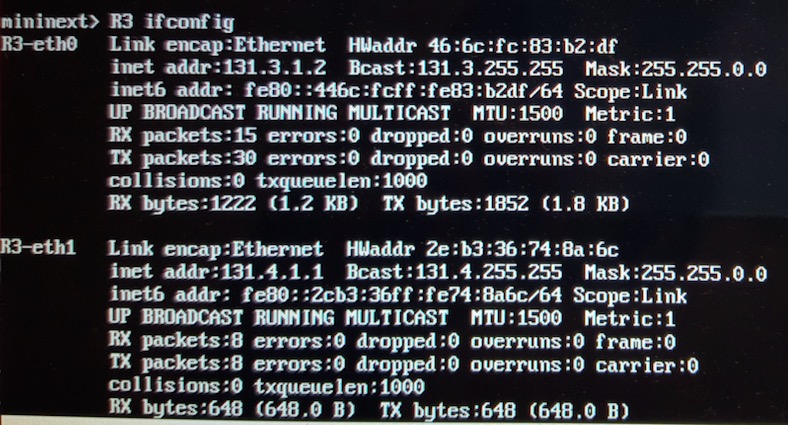 mininext> R3 ifconfig
R3-eth0 Link encap:Ethernet HWaddr 46:6c:fc:83:b2:df
inet addr:131.3.1.2 Bcast:131.3.255.255 Mask:255.255.0.0
inet6 addr: fe80::446c:fcff:fe83:b2df/64 Scope:Link
UP BROADCAST RUNNING MULTICAST MTU:1500 Metric:1
RX packets:15 errors:0 dropped:0 overruns:0 frame:0
TX packets:30 errors:0 dropped:0 overruns:0 carrier:0
collisions:0 txqueuelen:1000
RX bytes:1222 (1.2 KB) TX bytes:1852 (1.8 KB)
R3-eth1 Link encap:Ethernet HWaddr 2e:b3:36:74:8a:6c
inet addr:131.4.1.1 Bcast:131.4.255.255 Mask:255.255.0.0
inet6 addr: fe80::2cb3:36ff:fe74:8a6c/64 Scope:Link
UP BROADCAST RUNNING MULTICAST MTU:1500 Metric:1
RX packets:8 errors:0 dropped:0 overruns:0 frame:0
TX packets:8 errors:0 dropped:0 overruns:0 carrier:0
collisions:0 txqueuelen:1000
RX bytes:648 (648.0 B) TX bytes:648 (648.0 B)